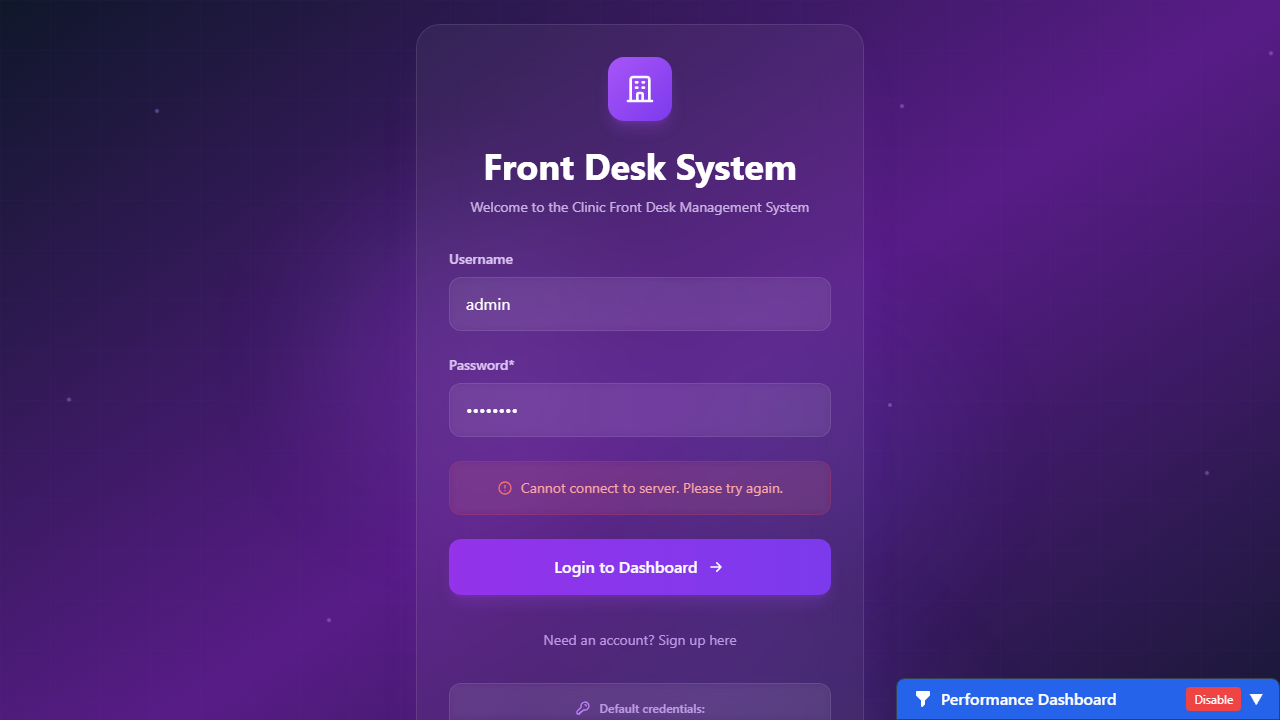 Front Desk System
Welcome to the Clinic Front Desk Management System
Username
admin
Password*
••••••••
Cannot connect to server. Please try again.
Login to Dashboard →
Need an account? Sign up here
Default credentials:
Performance Dashboard
Disable ▼